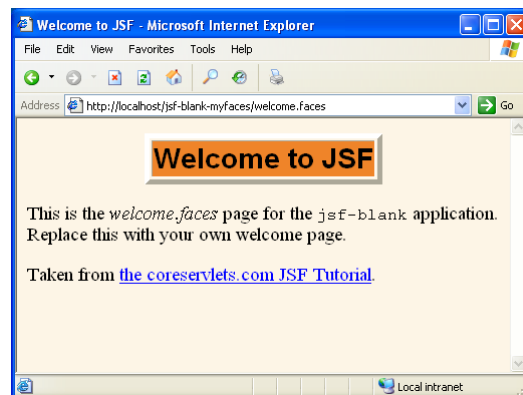 Welcome to JSF - Microsoft Internet Explorer
File Edit View Favorites Tools Help
Address http://localhost/jsf-blank-myfaces/welcome.faces Go
Welcome to JSF
This is the welcome.faces page for the jsf-blank application.
Replace this with your own welcome page.
Taken from the coreservlets.com JSF Tutorial.
Local intranet